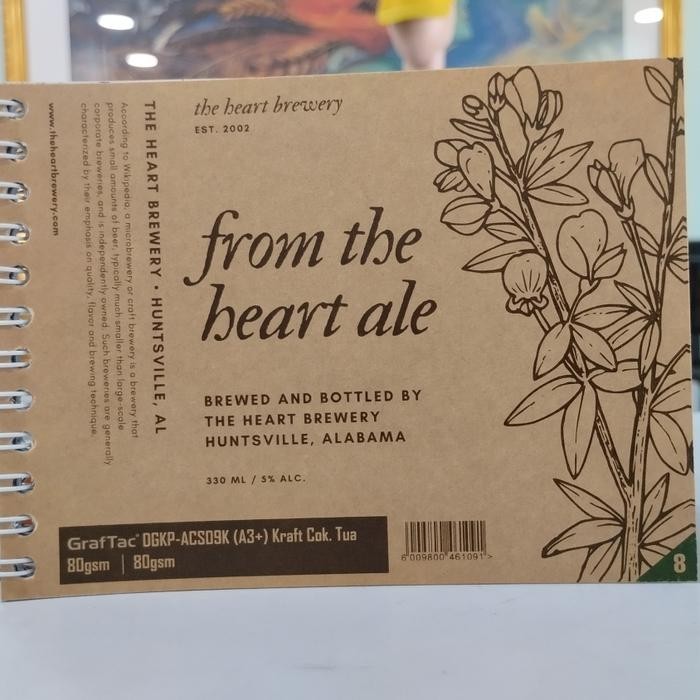 www.theheartbrewery.com
According to Wikipedia, a microbrewery or craft brewery is a brewery that
produces small amounts of beer, typically much smaller than large-scale
corporate breweries, and is independently owned. Such breweries are generally
characterized by their emphasis on quality, flavor and brewing technique.
THE HEART BREWERY • HUNTSVILLE, AL
the heart brewery
EST. 2002
from the
heart ale
BREWED AND BOTTLED BY
THE HEART BREWERY
HUNTSVILLE, ALABAMA
330 ML / 5% ALC.
GrafTac® DGKP-ACS09K (A3+) Kraft Cok. Tua
80gsm | 80gsm
6 009800 461091 >
8